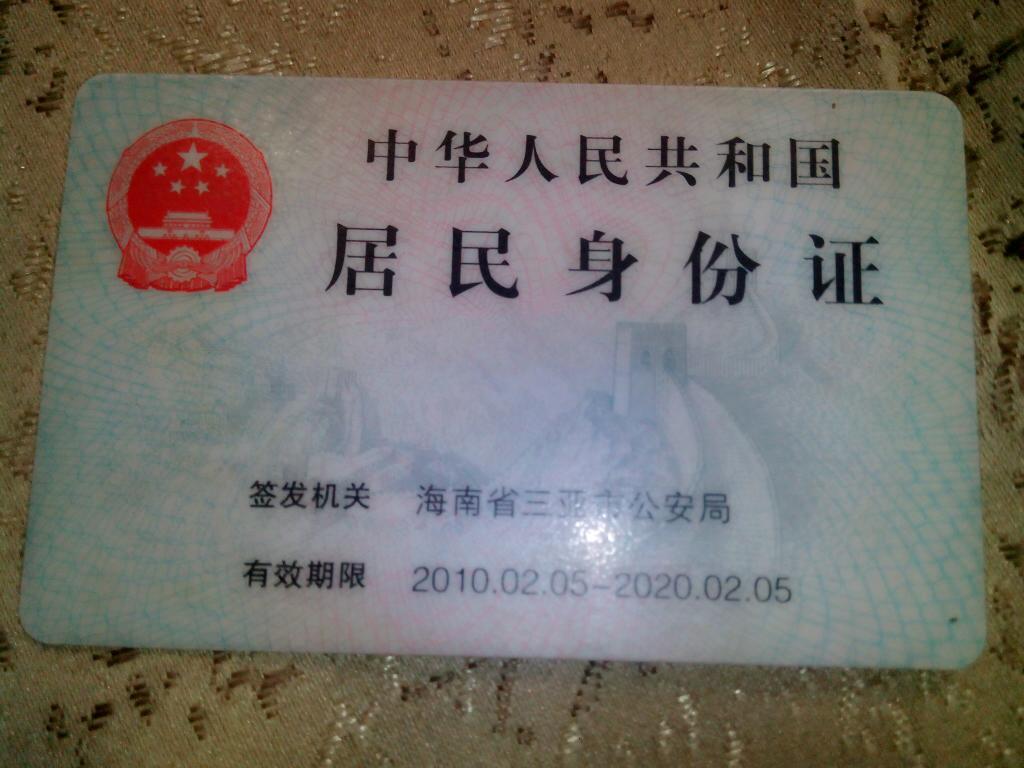 中华人民共和国
居民身份证
签发机关 海南省三亚市公安局
有效期限 2010.02.05-2020.02.05